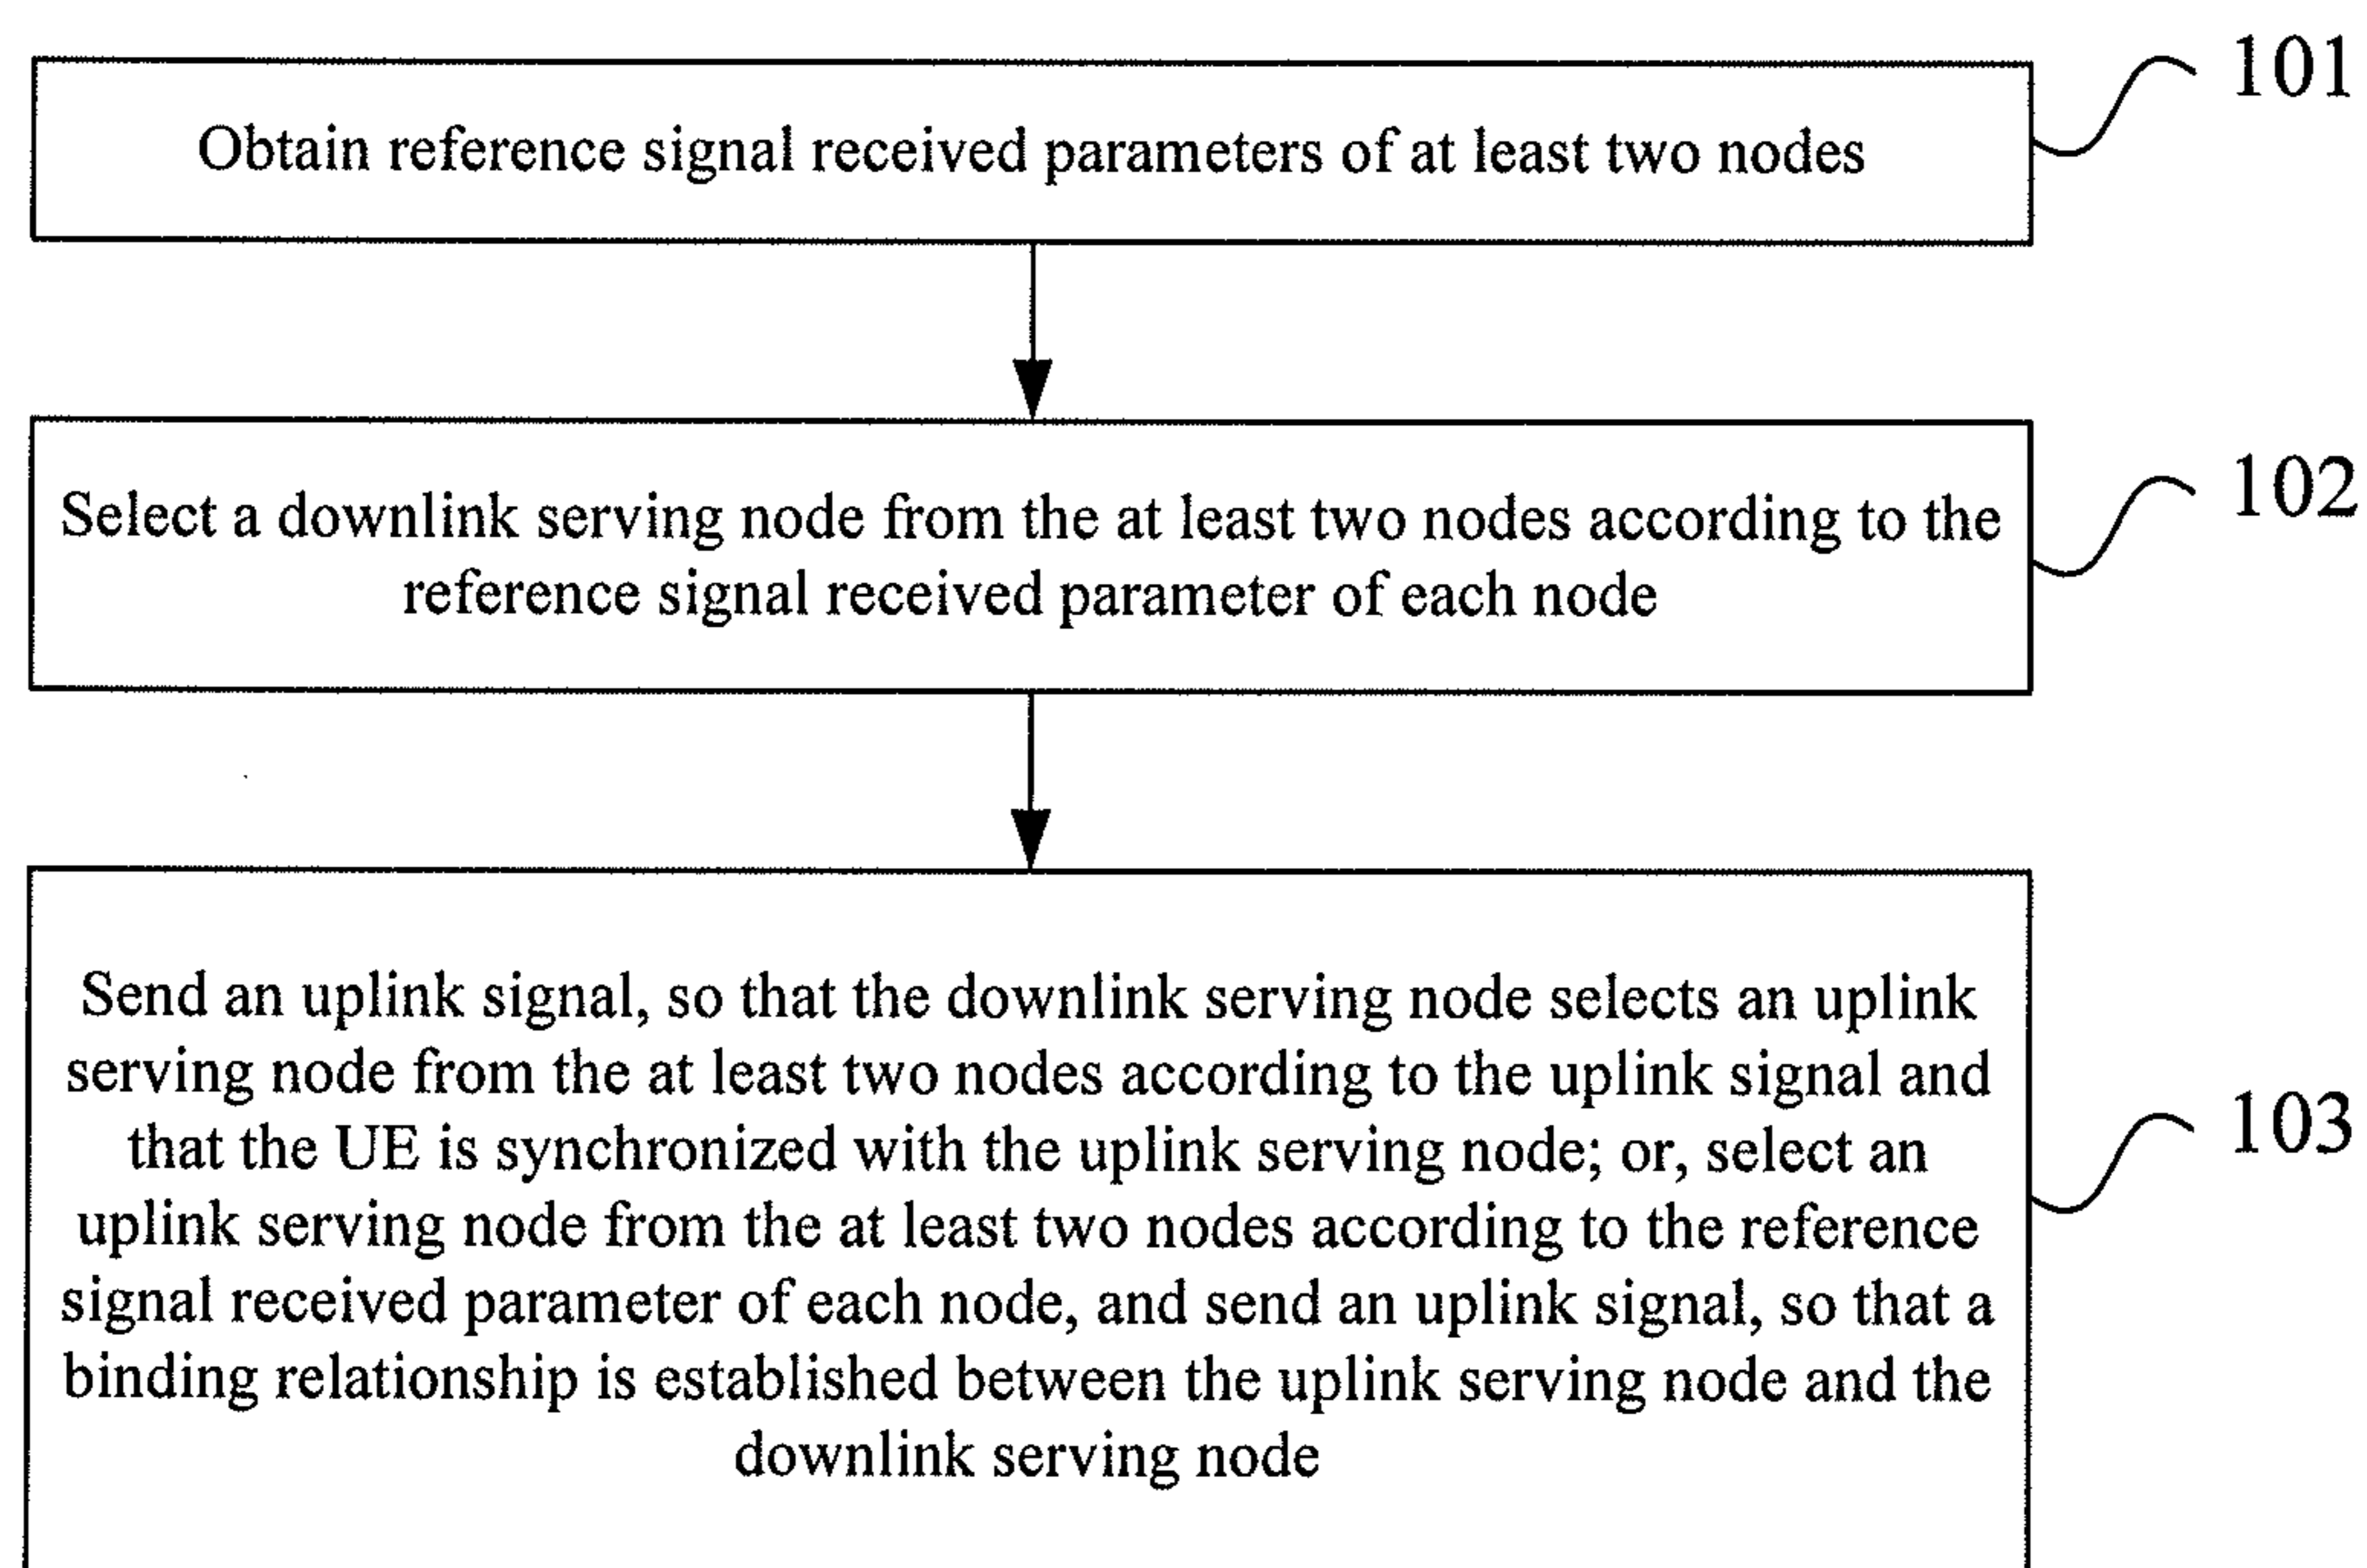 101
Obtain reference signal received parameters of at least two nodes
102
Select a downlink serving node from the at least two nodes according to the
reference signal received parameter of each node
Send an uplink signal, so that the downlink serving node selects an uplink
serving node from the at least two nodes according to the uplink signal and
that the UE is synchronized with the uplink serving node; or, select an
uplink serving node from the at least two nodes according to the reference
signal received parameter of each node, and send an uplink signal, so that a
binding relationship is established between the uplink serving node and the
downlink serving node
103